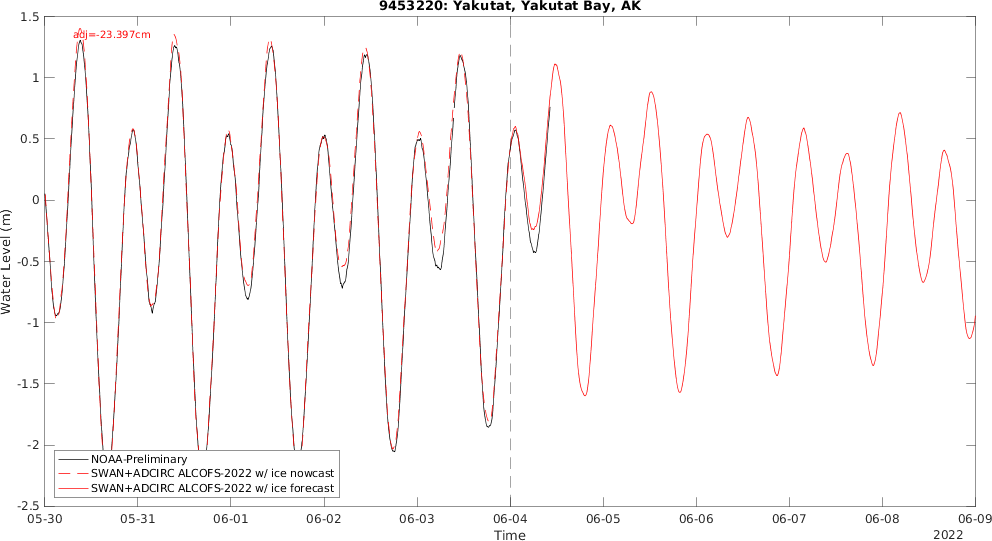 9453220: Yakutat, Yakutat Bay, AK
1.5
adj=-23.397cm
1
0.5
0
-0.5
-1
-1.5
-2
-2.5
Water Level (m)
NOAA-Preliminary
SWAN+ADCIRC ALCOFS-2022 w/ ice nowcast
SWAN+ADCIRC ALCOFS-2022 w/ ice forecast
05-30 05-31 06-01 06-02 06-03 06-04 06-05 06-06 06-07 06-08 06-09
Time
2022